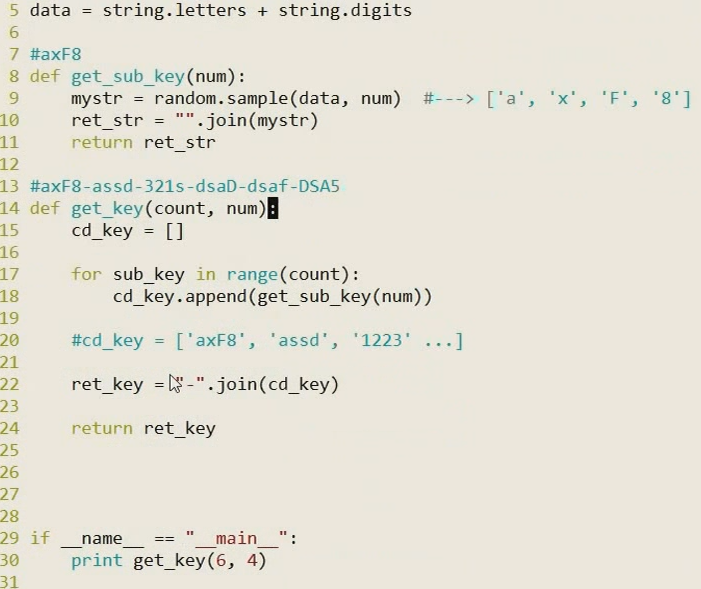 5 data = string.letters + string.digits
6
7 #axF8
8 def get_sub_key(num):
9     mystr = random.sample(data, num)  #---> ['a', 'x', 'F', '8']
10     ret_str = "".join(mystr)
11     return ret_str
12
13 #axF8-assd-321s-dsaD-dsaf-DSA5
14 def get_key(count, num):
15     cd_key = []
16
17     for sub_key in range(count):
18         cd_key.append(get_sub_key(num))
19
20     #cd_key = ['axF8', 'assd', '1223' ...]
21
22     ret_key = "-".join(cd_key)
23
24     return ret_key
25
26
27
28
29 if __name__ == "__main__":
30     print get_key(6, 4)
31